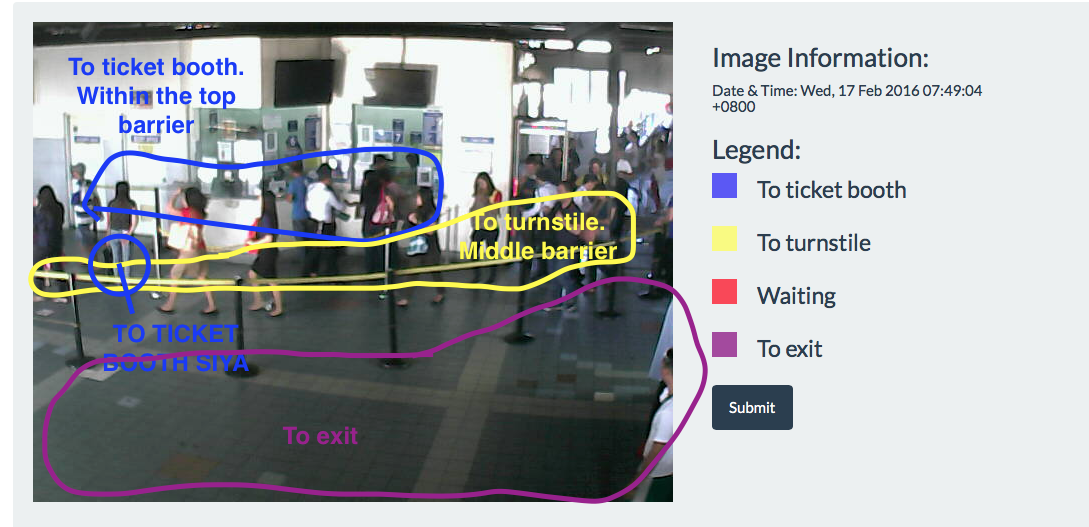 To ticket booth.
Within the top
barrier
To turnstile.
Middle barrier
TO TICKET
BOOTH SIYA
To exit
Image Information:
Date & Time: Wed, 17 Feb 2016 07:49:04
+0800
Legend:
To ticket booth
To turnstile
Waiting
To exit
Submit